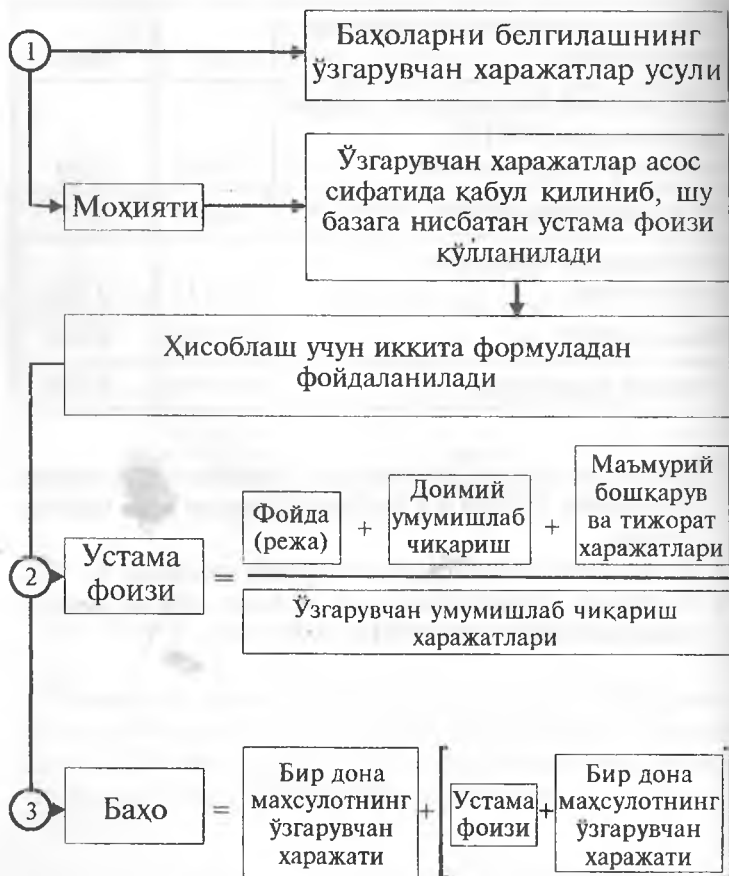 1
Баҳоларни белгилашнинг
ўзгарувчан харажатлар усули
Моҳияти
Ўзгарувчан харажатлар асос
сифатида қабул қилиниб, шу
базага нисбатан устама фоизи
қўлланилади
Ҳисоблаш учун иккита формуладан
фойдаланилади
2
Устама
фоизи
=
Фойда
(режа)
+
Доимий
умумишлаб
чиқариш
+
Маъмурий
бошқарув
ва тижорат
харажатлари
Ўзгарувчан умумишлаб чиқариш
харажатлари
3
Баҳо
=
Бир дона
маҳсулотнинг
ўзгарувчан
харажати
+
[
Устама
фоизи
+
Бир дона
маҳсулотнинг
ўзгарувчан
харажати